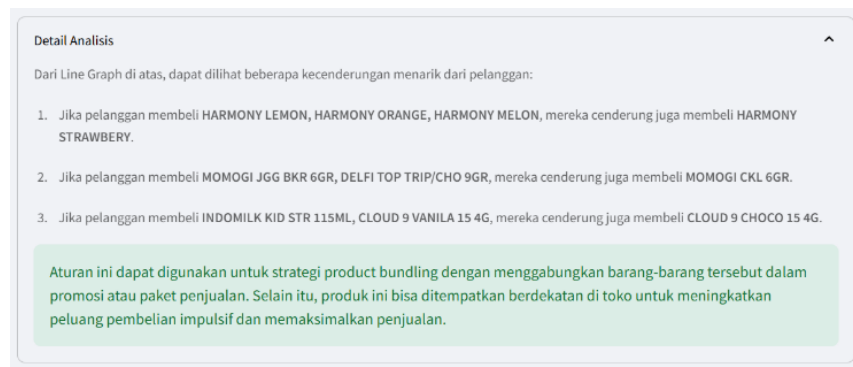 Detail Analisis
Dari Line Graph di atas, dapat dilihat beberapa kecenderungan menarik dari pelanggan:
1. Jika pelanggan membeli HARMONY LEMON, HARMONY ORANGE, HARMONY MELON, mereka cenderung juga membeli HARMONY
STRAWBERY.
2. Jika pelanggan membeli MOMOGI JGG BKR 6GR, DELFI TOP TRIP/CHO 9GR, mereka cenderung juga membeli MOMOGI CKL 6GR.
3. Jika pelanggan membeli INDOMILK KID STR 115ML, CLOUD 9 VANILA 15 4G, mereka cenderung juga membeli CLOUD 9 CHOCO 15 4G.
Aturan ini dapat digunakan untuk strategi product bundling dengan menggabungkan barang-barang tersebut dalam
promosi atau paket penjualan. Selain itu, produk ini bisa ditempatkan berdekatan di toko untuk meningkatkan
peluang pembelian impulsif dan memaksimalkan penjualan.